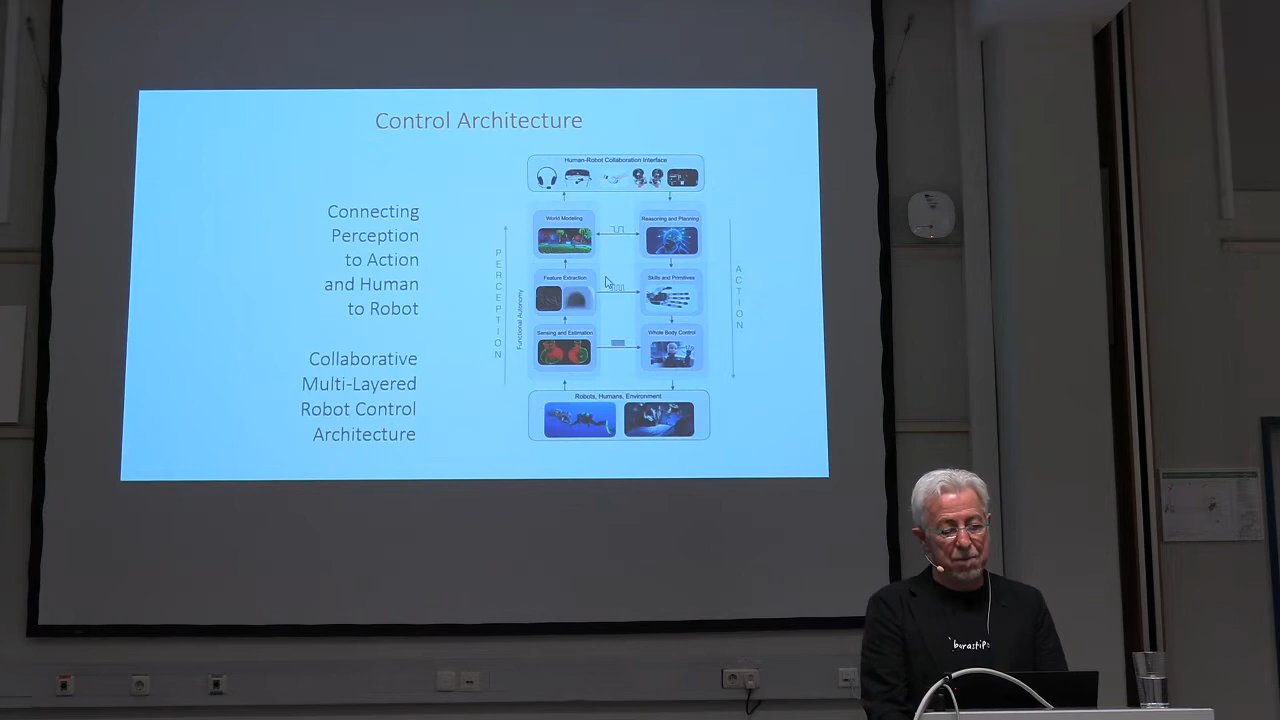 Control Architecture
Connecting
Perception
to Action
and Human
to Robot
Collaborative
Multi-Layered
Robot Control
Architecture
Human-Robot Collaboration Interface
World Modeling
Reasoning and Planning
Feature Extraction
Skills and Primitives
Sensing and Estimation
Whole Body Control
Robots, Humans, Environment
PERCEPTION
Functional Autonomy
ACTION